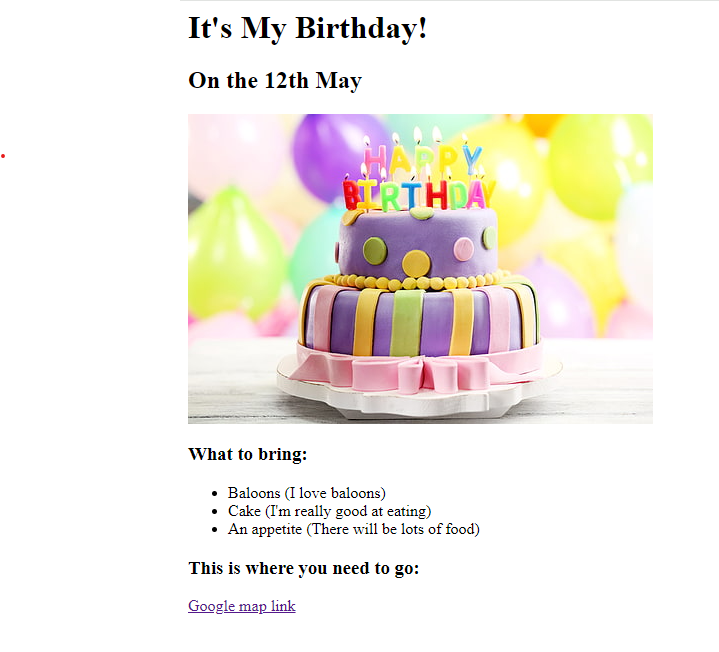 It's My Birthday!
On the 12th May
HAPPY
BIRTHDAY
What to bring:
Baloons (I love baloons)
Cake (I'm really good at eating)
An appetite (There will be lots of food)
This is where you need to go:
Google map link